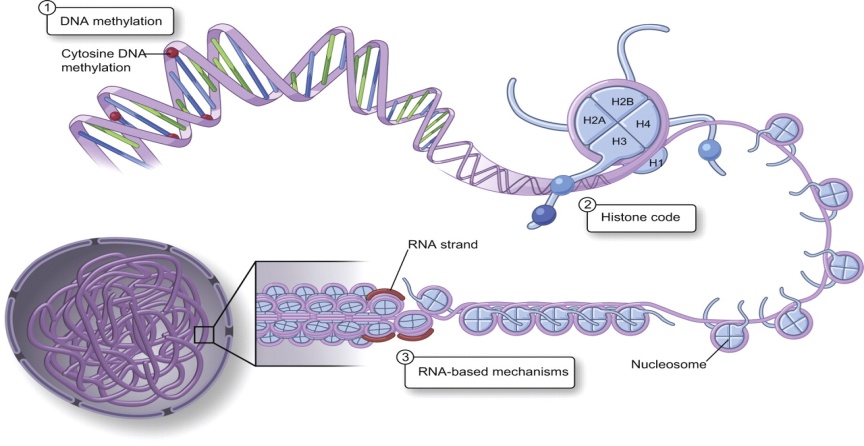 1
DNA methylation
Cytosine DNA
methylation
H2B
H2A
H4
H3
H1
2
Histone code
RNA strand
3
RNA-based mechanisms
Nucleosome